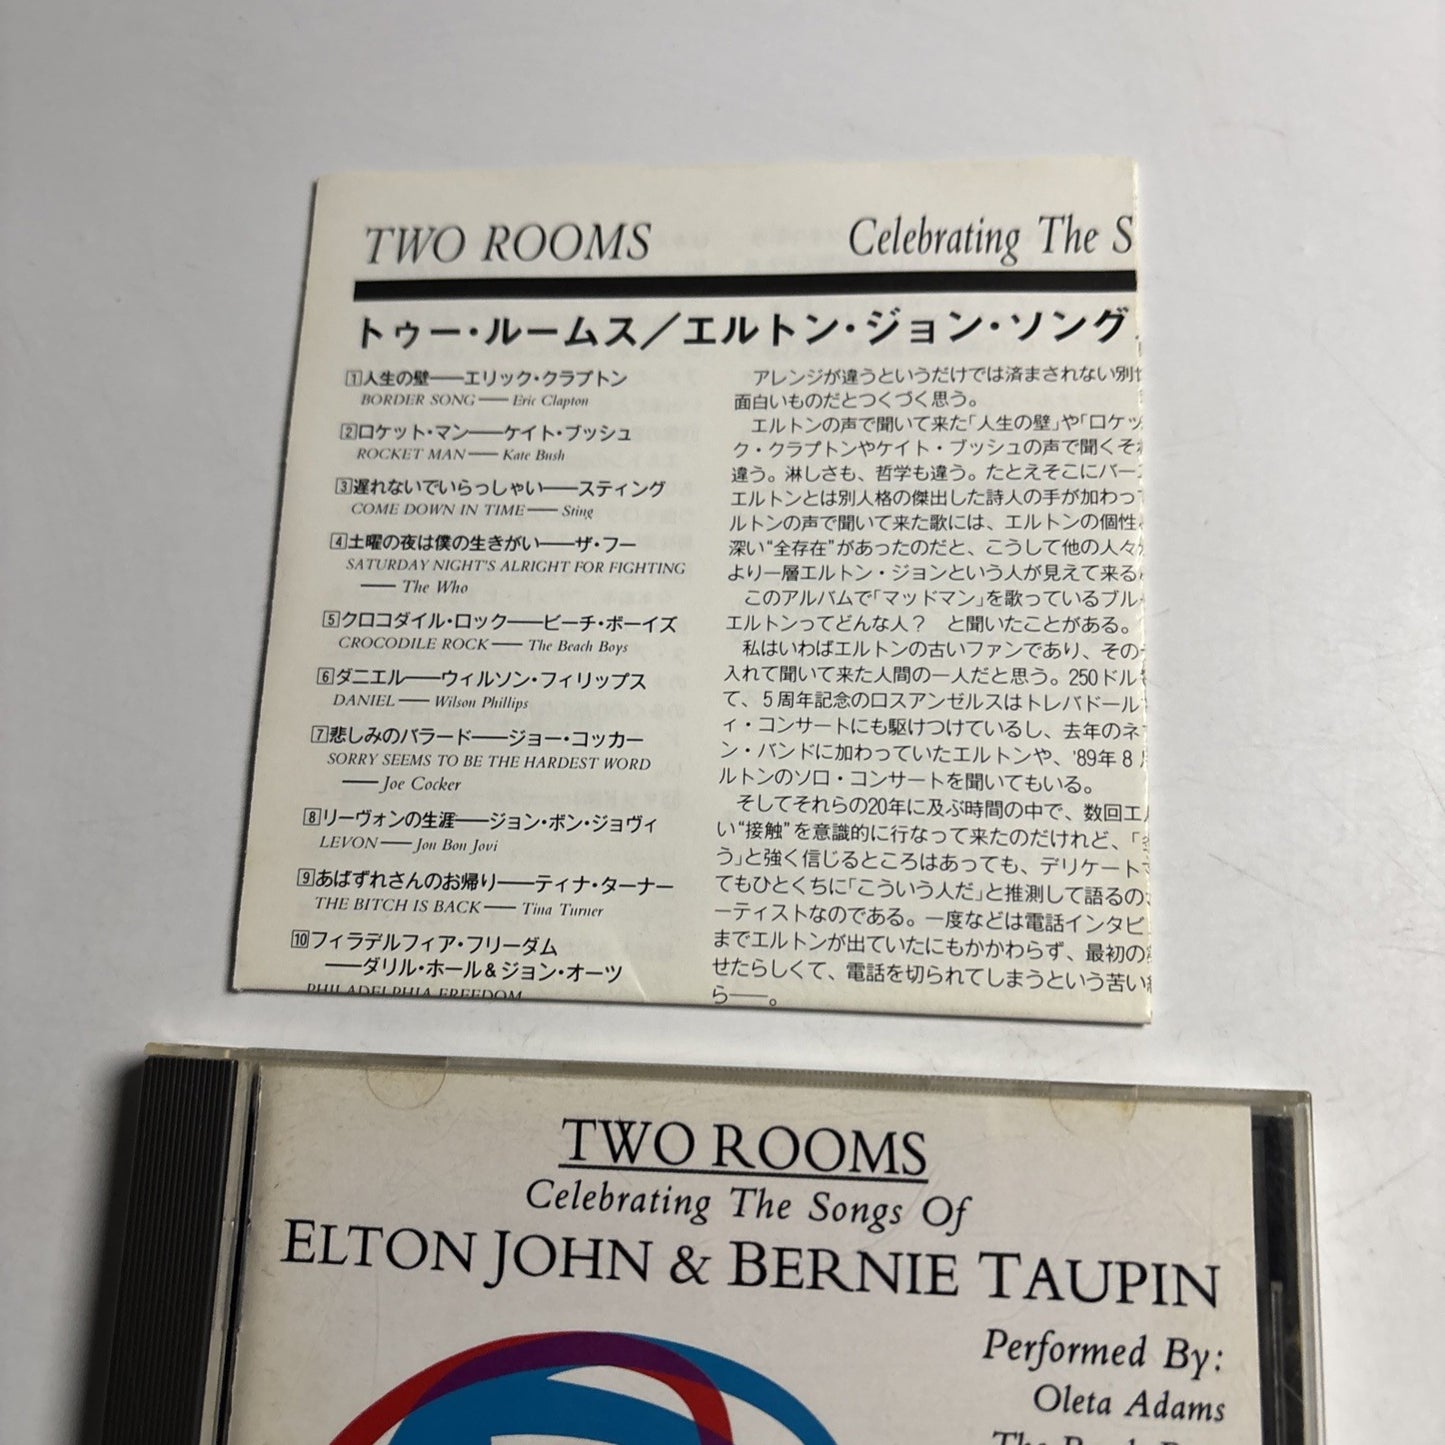 TWO ROOMS
Celebrating The S
トゥー・ルームス／エルトン・ジョン・ソング
1 人生の壁──エリック・クラプトン
BORDER SONG — Eric Clapton
2 ロケット・マン──ケイト・ブッシュ
ROCKET MAN — Kate Bush
3 遅れないでいらっしゃい──スティング
COME DOWN IN TIME — Sting
4 土曜の夜は僕の生きがい──ザ・フー
SATURDAY NIGHT'S ALRIGHT FOR FIGHTING
— The Who
5 クロコダイル・ロック──ビーチ・ボーイズ
CROCODILE ROCK — The Beach Boys
6 ダニエル──ウィルソン・フィリップス
DANIEL — Wilson Phillips
7 悲しみのバラード──ジョー・コッカー
SORRY SEEMS TO BE THE HARDEST WORD
— Joe Cocker
8 リーヴォンの生涯──ジョン・ボン・ジョヴィ
LEVON — Jon Bon Jovi
9 あばずれさんのお帰り──ティナ・ターナー
THE BITCH IS BACK — Tina Turner
10 フィラデルフィア・フリーダム
──ダリル・ホール＆ジョン・オーツ
PHILADELPHIA FREEDOM
アレンジが違うというだけでは済まされない別世
面白いものだとつくづく思う。
エルトンの声で聞いて来た「人生の壁」や「ロケッ
ク・クラプトンやケイト・ブッシュの声で聞くそれ
違う。淋しさも、哲学も違う。たとえそこにバー
エルトンとは別人格の傑出した詩人の手が加わって
ルトンの声で聞いて来た歌には、エルトンの個性
深い“全存在”があったのだと、こうして他の人々
より一層エルトン・ジョンという人が見えて来る
このアルバムで「マッドマン」を歌っているブル
エルトンってどんな人？　と聞いたことがある。
私はいわばエルトンの古いファンであり、その
入れて聞いて来た人間の一人だと思う。250ドル
て、5周年記念のロスアンゼルスはトレバドール
ィ・コンサートにも駆けつけているし、去年のネ
ン・バンドに加わっていたエルトンや、'89年8
ルトンのソロ・コンサートを聞いてもいる。
そしてそれらの20年に及ぶ時間の中で、数回エル
い“接触”を意識的に行なって来たのだけれど、「
う」と強く信じるところはあっても、デリケートで
てもひとくちに「こういう人だ」と推測して語るの
ーティストなのである。一度などは電話インタビ
までエルトンが出ていたにもかかわらず、最初の
せたらしくて、電話を切られてしまうという苦い
ら──。
TWO ROOMS
Celebrating The Songs Of
ELTON JOHN & BERNIE TAUPIN
Performed By:
Oleta Adams
The Beach Boys